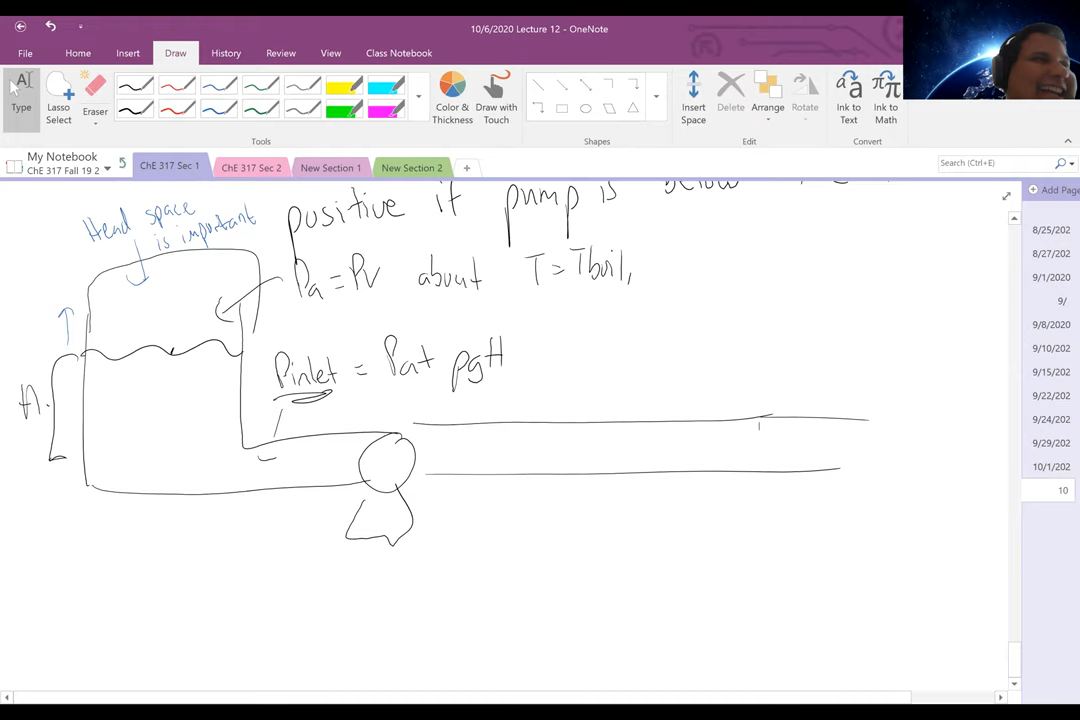 10/6/2020 Lecture 12 - OneNote
File Home Insert Draw History Review View Class Notebook
Type
Lasso Select
Eraser
Color & Thickness
Draw with Touch
Insert Space
Delete
Arrange
Rotate
Ink to Text
Ink to Math
Tools
Shapes
Edit
Convert
My Notebook
ChE 317 Fall 19 2
ChE 317 Sec 1
ChE 317 Sec 2
New Section 1
New Section 2
Search (Ctrl+E)
Add Page
8/25/202
8/27/202
9/1/2020
9/
9/8/2020
9/10/202
9/15/202
9/22/202
9/24/202
9/29/202
10/1/202
10
positive if pump is below
Head space
is important
Pa = Pv about T = Tboil,
Pinlet = Pa + ρgH
H